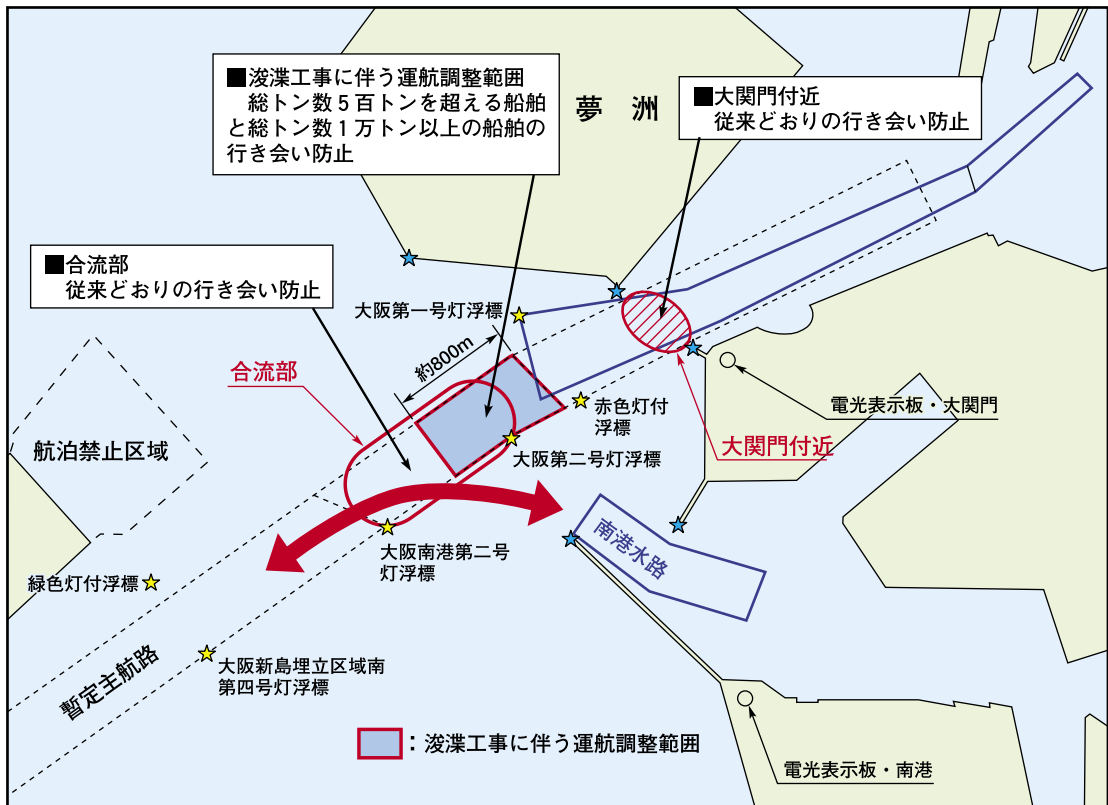 ■浚渫工事に伴う運航調整範囲
総トン数5百トンを超える船舶
と総トン数1万トン以上の船舶の
行き会い防止
夢 洲
■大関門付近
従来どおりの行き会い防止
■合流部
従来どおりの行き会い防止
大阪第一号灯浮標
約800m
合流部
赤色灯付
浮標
電光表示板・大関門
大関門付近
航泊禁止区域
大阪第二号灯浮標
南港水路
大阪南港第二号
灯浮標
緑色灯付浮標
大阪新島埋立区域南
第四号灯浮標
暫定主航路
：浚渫工事に伴う運航調整範囲
電光表示板・南港